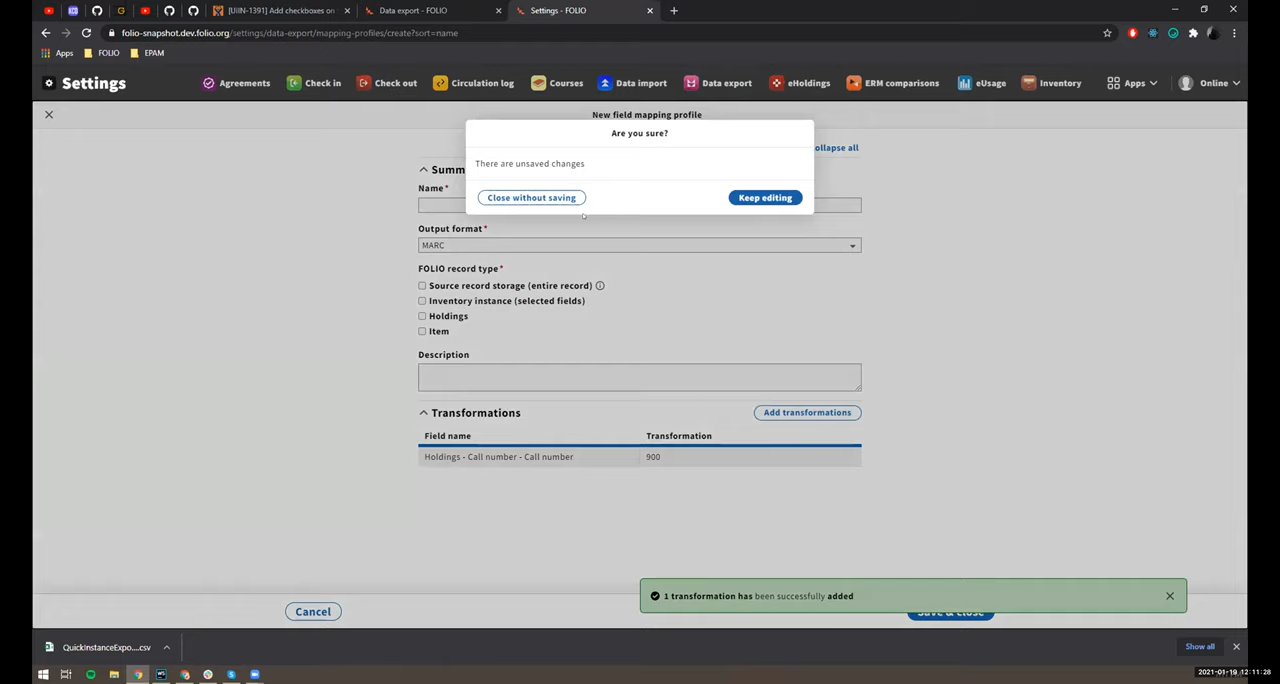 [UIIN-1391] Add checkboxes on
Data export - FOLIO
Settings - FOLIO
folio-snapshot.dev.folio.org/settings/data-export/mapping-profiles/create?sort=name
Apps
FOLIO
EPAM
Settings
Agreements
Check in
Check out
Circulation log
Courses
Data import
Data export
eHoldings
ERM comparisons
eUsage
Inventory
Apps
Online
New field mapping profile
Are you sure?
There are unsaved changes
Close without saving
Keep editing
ollapse all
Summ
Name*
Output format*
MARC
FOLIO record type*
Source record storage (entire record)
Inventory instance (selected fields)
Holdings
Item
Description
Transformations
Add transformations
Field name Transformation
Holdings - Call number - Call number 900
1 transformation has been successfully added
Cancel
Save & close
QuickInstanceExpo....csv
Show all
2021-01-19 12:11:28